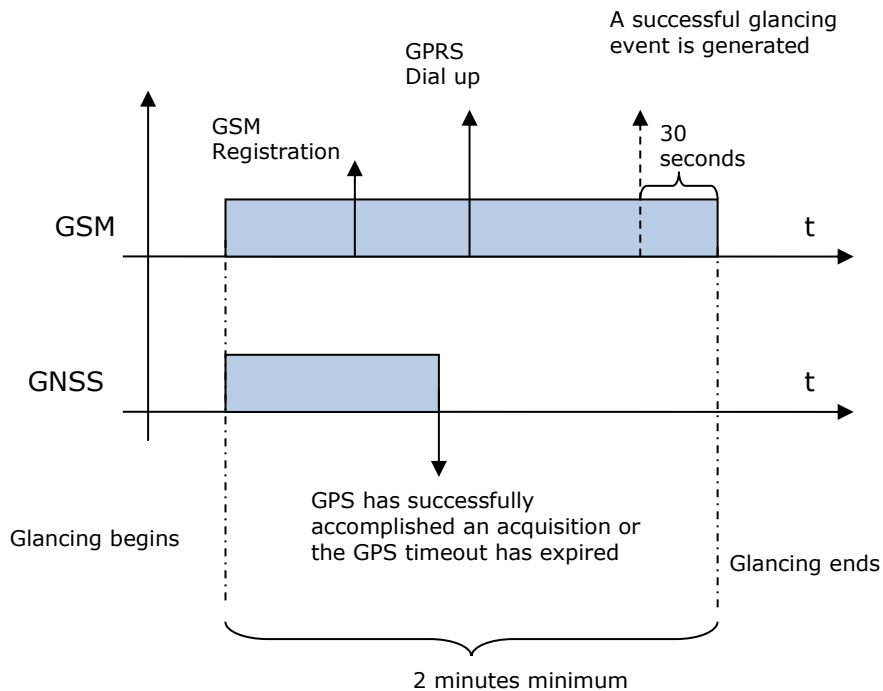 A successful glancing
event is generated
GPRS
Dial up
GSM
Registration
30
seconds
GSM
t
GNSS
t
GPS has successfully
accomplished an acquisition or
the GPS timeout has expired
Glancing begins
Glancing ends
2 minutes minimum